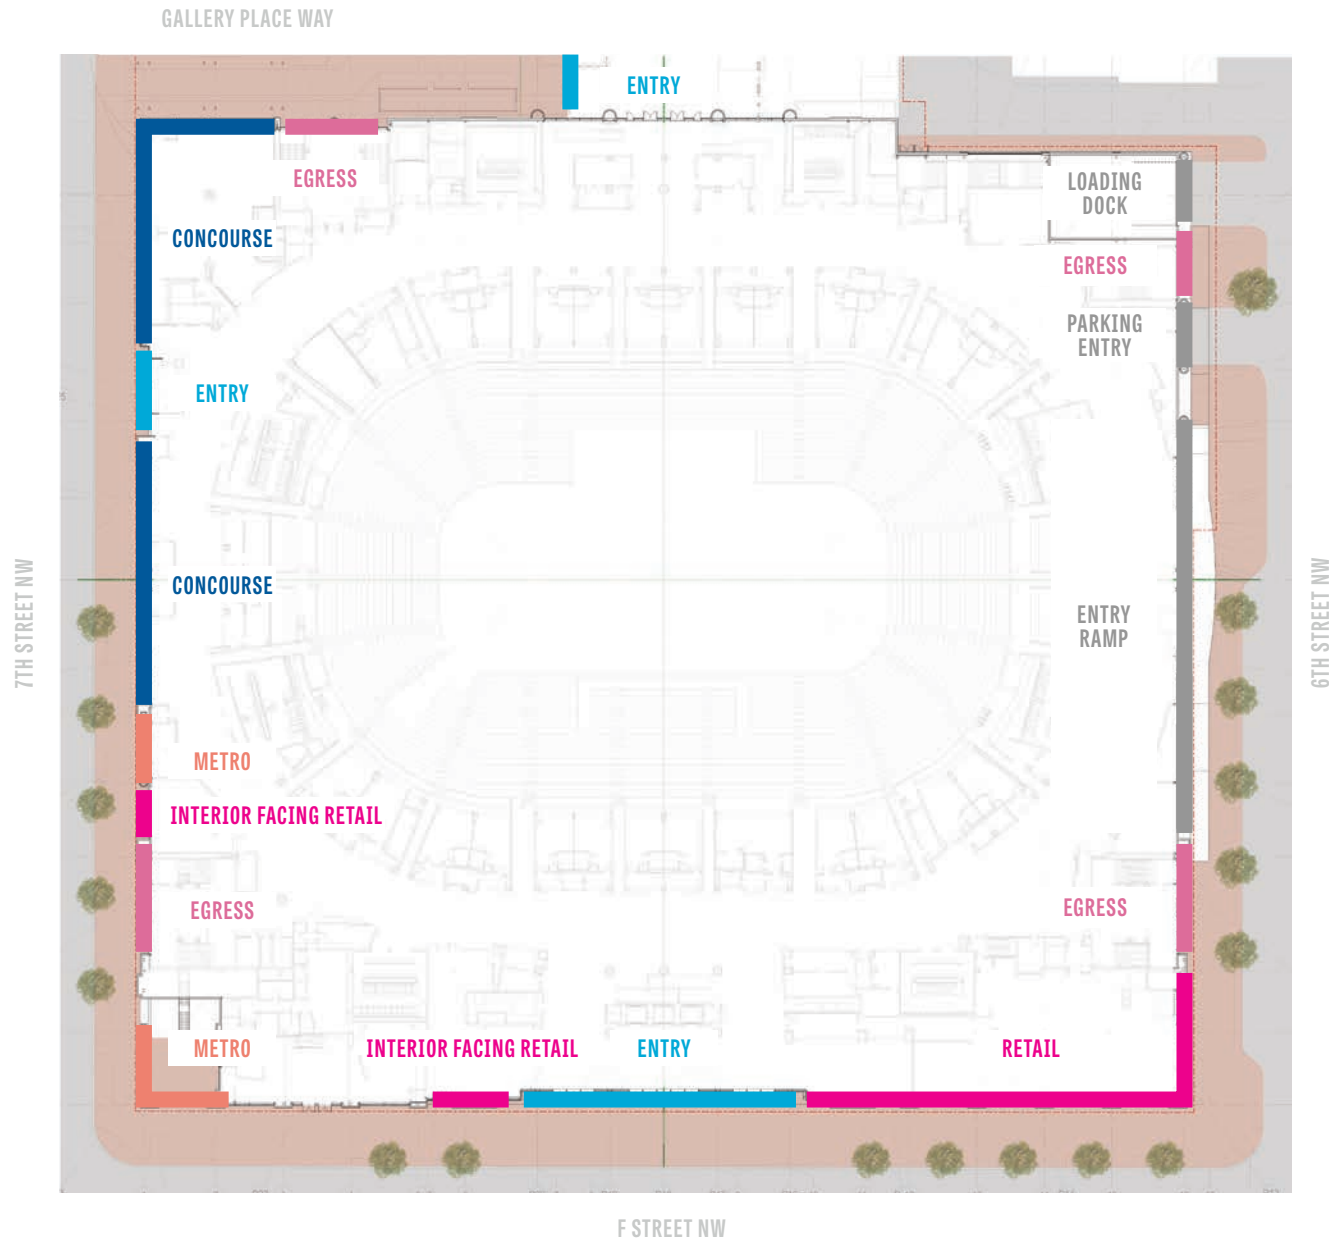 GALLERY PLACE WAY
ENTRY
EGRESS
LOADING
DOCK
CONCOURSE
EGRESS
PARKING
ENTRY
ENTRY
CONCOURSE
7TH STREET NW
6TH STREET NW
ENTRY
RAMP
METRO
INTERIOR FACING RETAIL
EGRESS
EGRESS
METRO
INTERIOR FACING RETAIL
ENTRY
RETAIL
F STREET NW